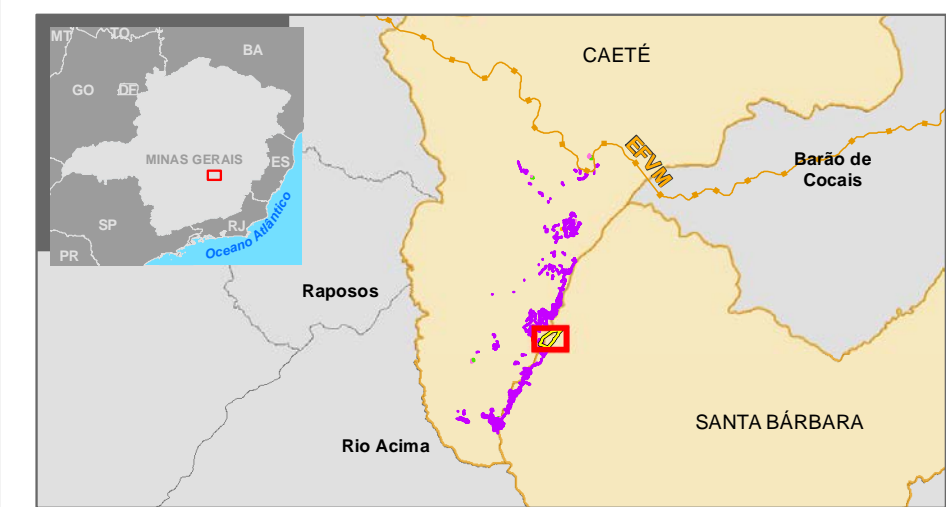 MT
TO
BA
GO
DF
MINAS GERAIS
ES
SP
RJ
PR
Oceano Atlântico
CAETÉ
EFVM
Barão de
Cocais
Raposos
SANTA BÁRBARA
Rio Acima